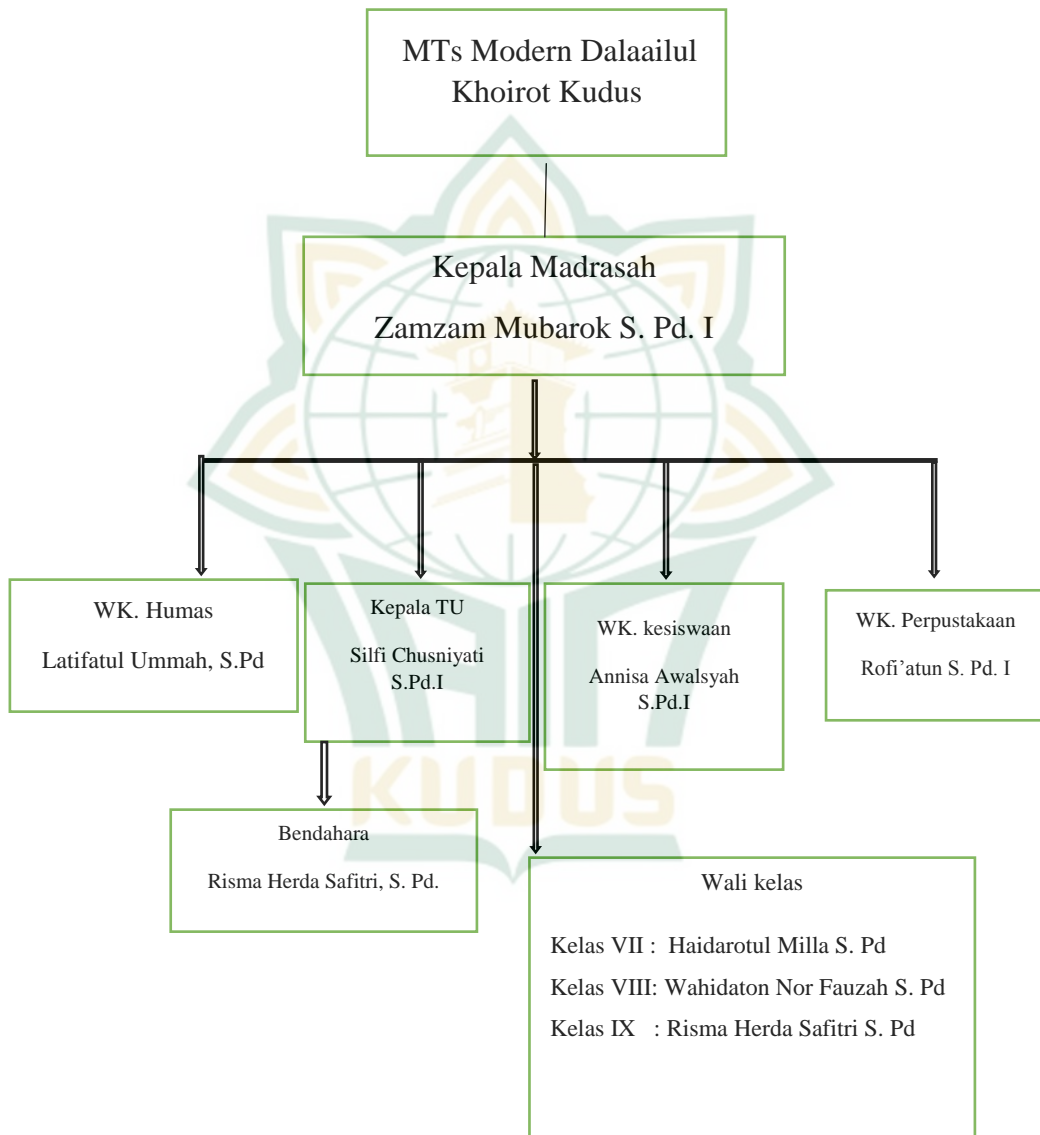 MTs Modern Dalaailul
Khoirot Kudus
Kepala Madrasah
Zamzam Mubarok S. Pd. I
WK. Humas
Latifatul Ummah, S.Pd
Kepala TU
Silfi Chusniyati
S.Pd.I
WK. kesiswaan
Annisa Awalsyah
S.Pd.I
WK. Perpustakaan
Rofi’atun S. Pd. I
Bendahara
Risma Herda Safitri, S. Pd.
Wali kelas
Kelas VII : Haidarotul Milla S. Pd
Kelas VIII: Wahidaton Nor Fauzah S. Pd
Kelas IX : Risma Herda Safitri S. Pd
KUDUS